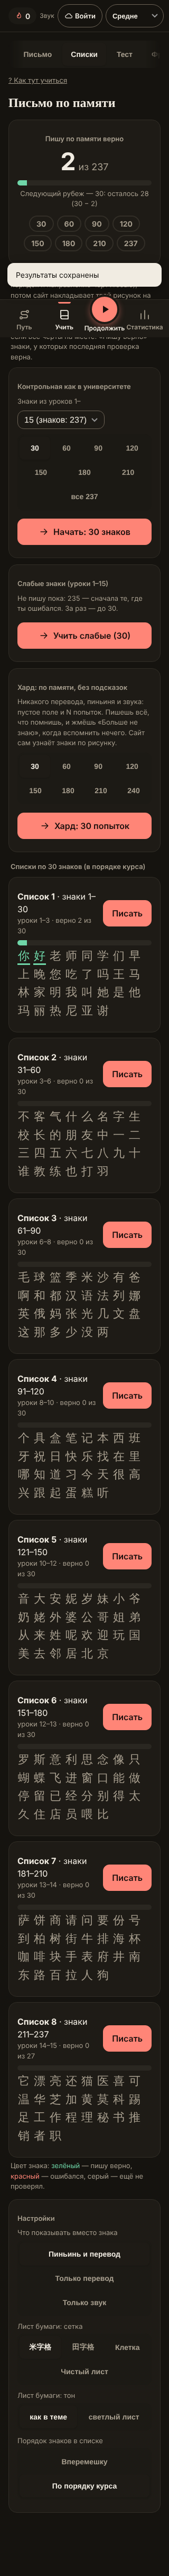 0 Звук Войти Средне
Письмо Списки Тест
? Как тут учиться
Письмо по памяти
Пишу по памяти верно
2 из 237
Следующий рубеж — 30: осталось 28
(30 − 2)
30 60 90 120
150 180 210 237
Результаты сохранены
потом сайт накладывает твой рисунок на
Путь Учить Продолжить Статистика
знаки, у которых последняя проверка
верна.
Контрольная как в университете
Знаки из уроков 1–
15 (знаков: 237)
30 60 90 120
150 180 210
все 237
→ Начать: 30 знаков
Слабые знаки (уроки 1–15)
Не пишу пока: 235 — сначала те, где
ты ошибался. За раз — до 30.
→ Учить слабые (30)
Хард: по памяти, без подсказок
Никакого перевода, пиньиня и звука:
пустое поле и N попыток. Пишешь всё,
что помнишь, и жмёшь «Больше не
знаю», когда вспомнить нечего. Сайт
сам узнаёт знаки по рисунку.
30 60 90 120
150 180 210 240
→ Хард: 30 попыток
Списки по 30 знаков (в порядке курса)
Список 1 · знаки 1–
30
уроки 1–3 · верно 2 из
30
Писать
你好老师同学们早
上晚您吃了吗王马
林家明我叫她是他
玛丽热尼亚谢
Список 2 · знаки
31–60
уроки 3–6 · верно 0 из
30
Писать
不客气什么名字生
校长的朋友中一二
三四五六七八九十
谁教练也打羽
Список 3 · знаки
61–90
уроки 6–8 · верно 0 из
30
Писать
毛球篮季米沙有爸
啊和都汉语法列娜
英俄妈张光几文盘
这那多少没两
Список 4 · знаки
91–120
уроки 8–10 · верно 0 из
30
Писать
个具盒笔记本西班
牙祝日快乐找在里
哪知道习今天很高
兴跟起蛋糕听
Список 5 · знаки
121–150
уроки 10–12 · верно 0
из 30
Писать
音大安妮岁妹小爷
奶姥外婆公哥姐弟
从来姓呢欢迎玩国
美去邻居北京
Список 6 · знаки
151–180
уроки 12–13 · верно 0
из 30
Писать
罗斯意利思念像只
蝴蝶飞进窗口能做
停留已经分别得太
久住店员喂比
Список 7 · знаки
181–210
уроки 13–14 · верно 0
из 30
Писать
萨饼商请问要份号
到柏树街牛排海杯
咖啡块手表府井南
东路百拉人狗
Список 8 · знаки
211–237
уроки 14–15 · верно 0
из 27
Писать
它漂亮还猫医喜可
温华芝加黄莫科踢
足工作程理秘书推
销者职
Цвет знака: зелёный — пишу верно,
красный — ошибался, серый — ещё не
проверял.
Настройки
Что показывать вместо знака
Пиньинь и перевод
Только перевод
Только звук
Лист бумаги: сетка
米字格 田字格 Клетка
Чистый лист
Лист бумаги: тон
как в теме светлый лист
Порядок знаков в списке
Вперемешку
По порядку курса